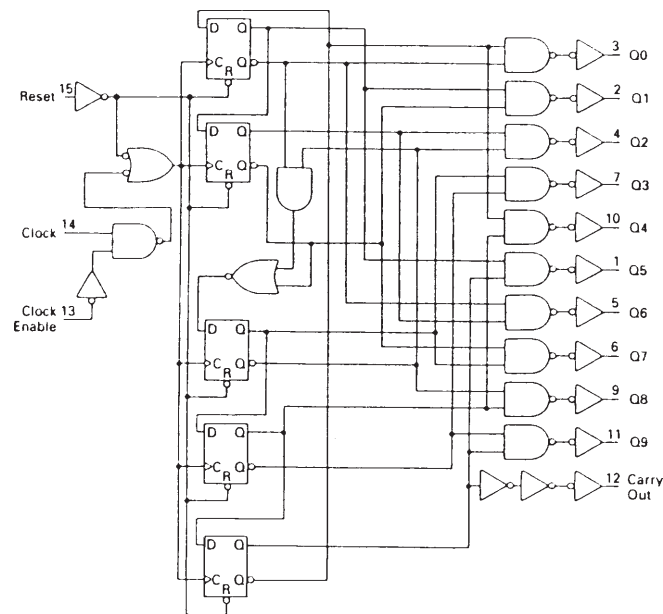 D Q
C
R Q
3 Q0
Reset 15
2 Q1
D Q
C
R Q
4 Q2
7 Q3
Clock 14
10 Q4
1 Q5
Clock 13
Enable
5 Q6
D Q
C
R Q
6 Q7
9 Q8
D Q
C
R Q
11 Q9
12 Carry
Out
D Q
C
R Q